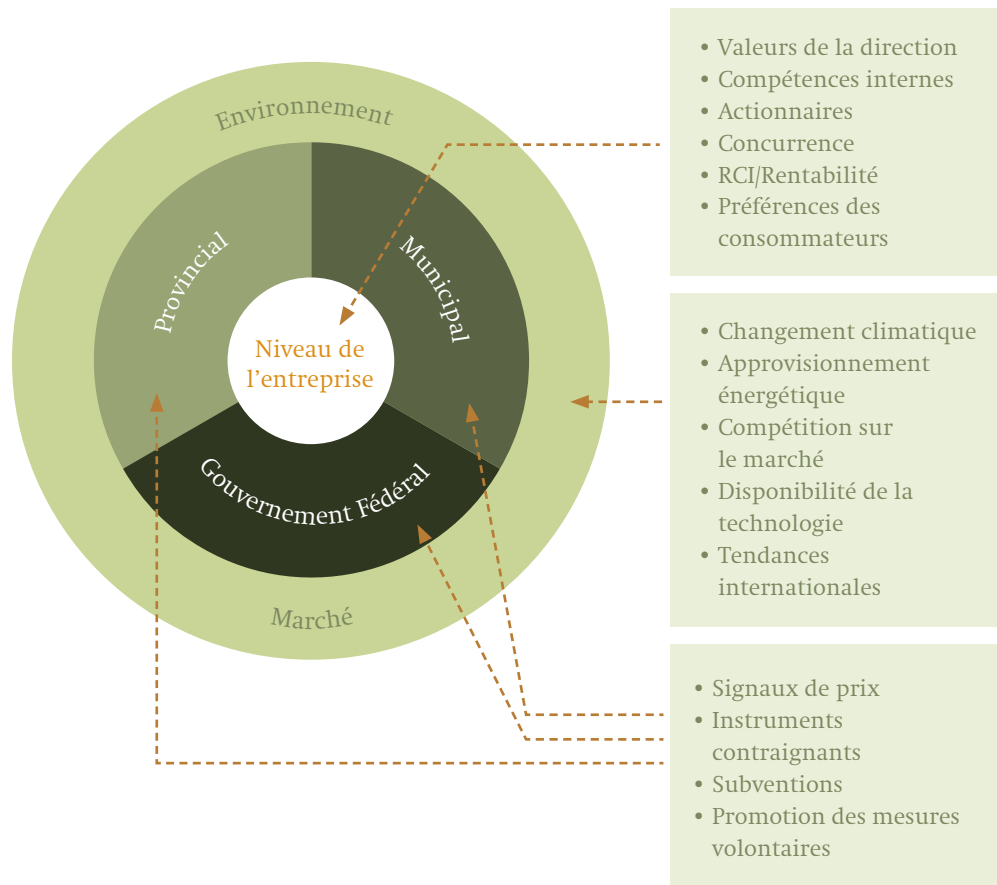 Environnement
Provincial
Municipal
Niveau de
l'entreprise
Gouvernement Fédéral
Marché
• Valeurs de la direction
• Compétences internes
• Actionnaires
• Concurrence
• RCI/Rentabilité
• Préférences des
consommateurs
• Changement climatique
• Approvisionnement
énergétique
• Compétition sur
le marché
• Disponibilité de la
technologie
• Tendances
internationales
• Signaux de prix
• Instruments
contraignants
• Subventions
• Promotion des mesures
volontaires